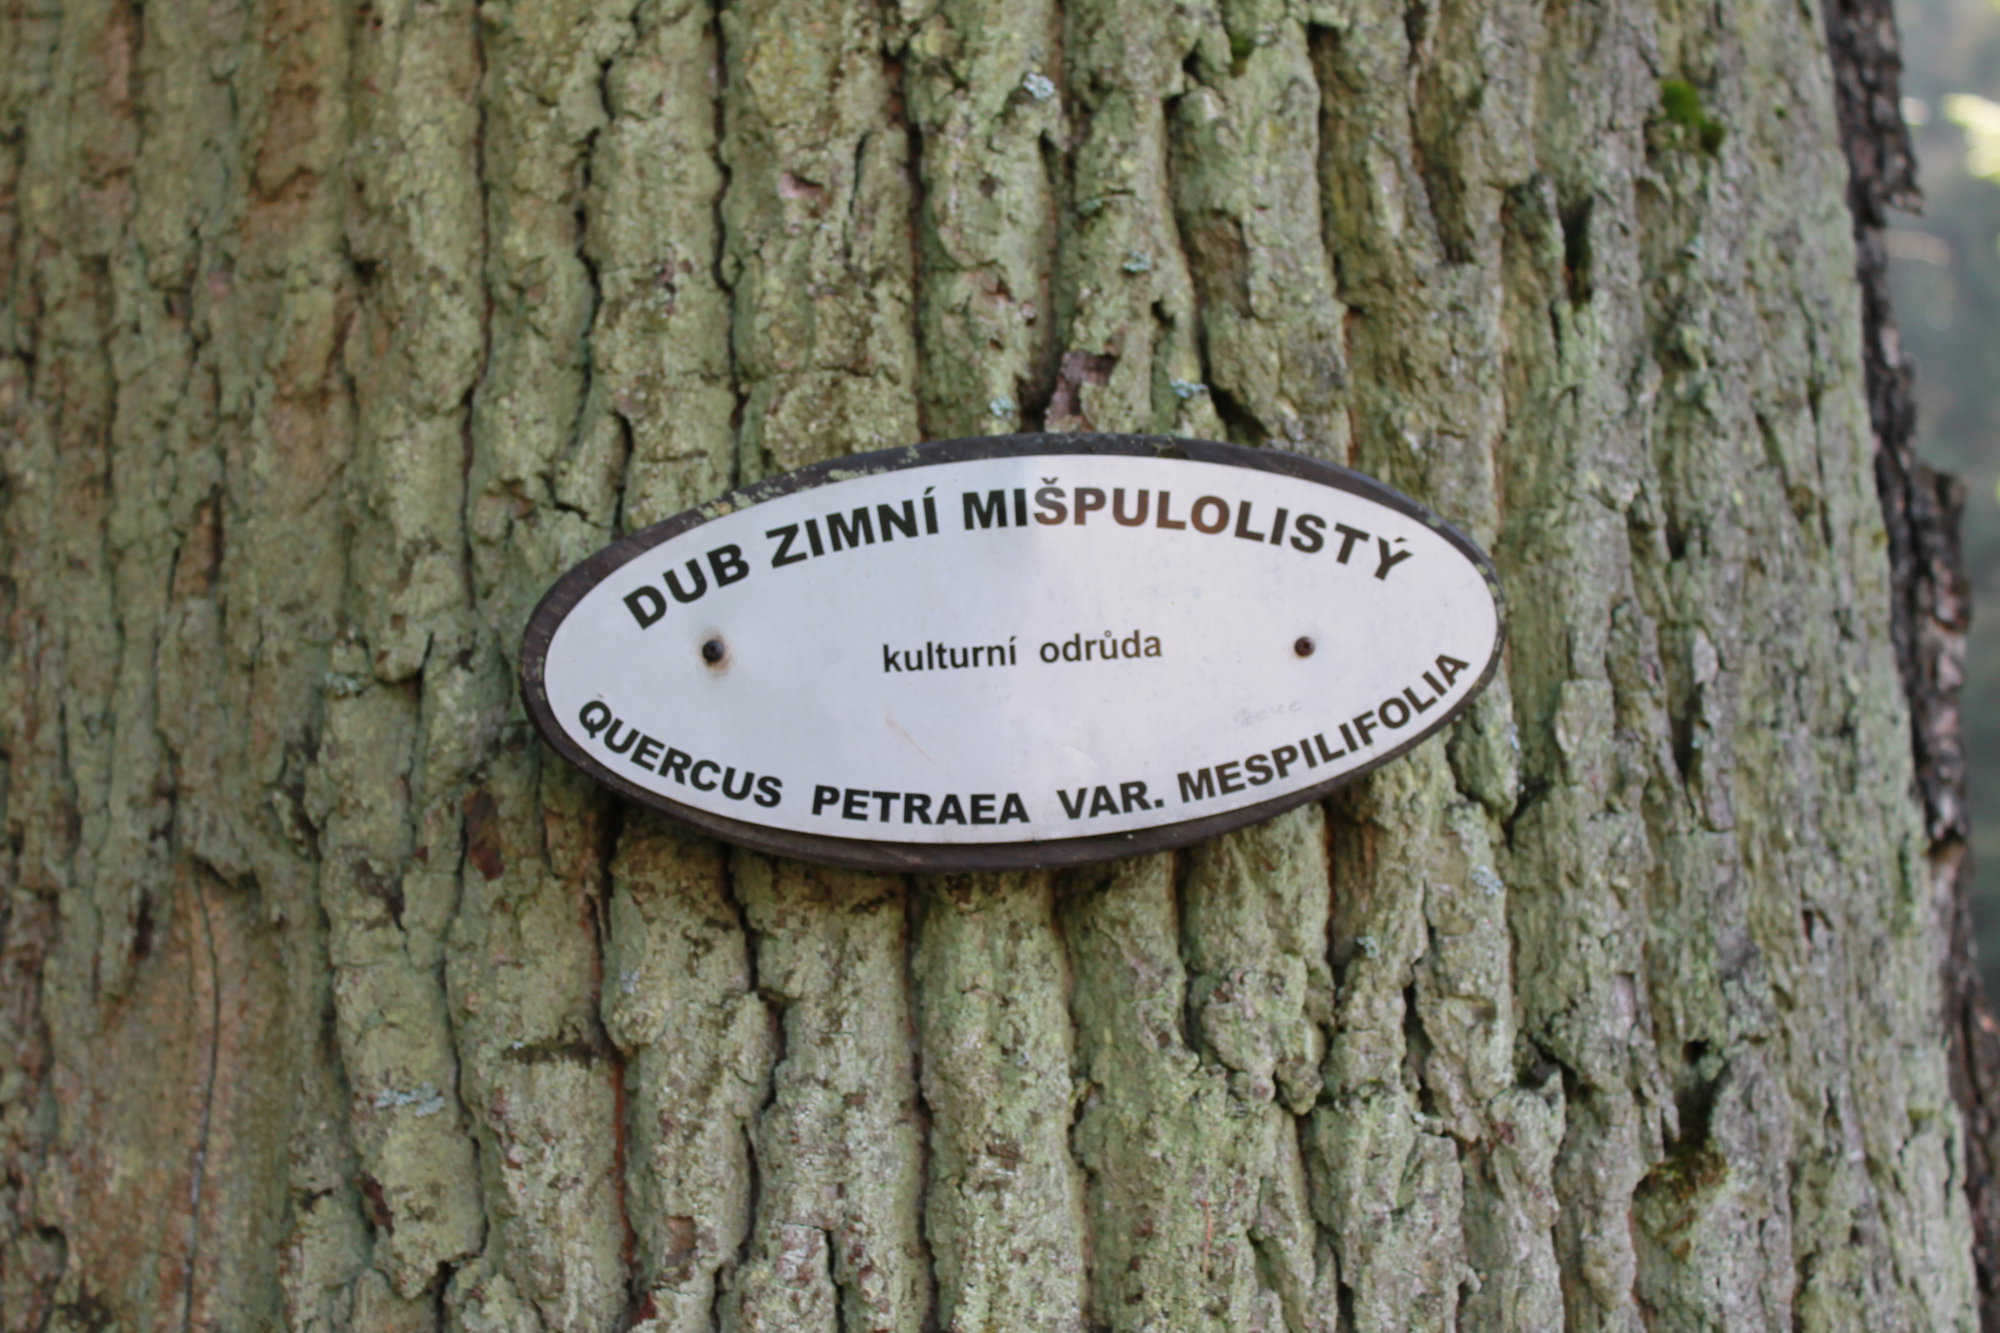 DUB ZIMNÍ MIŠPULOLISTÝ
kulturní odrůda
QUERCUS PETRAEA VAR. MESPILIFOLIA